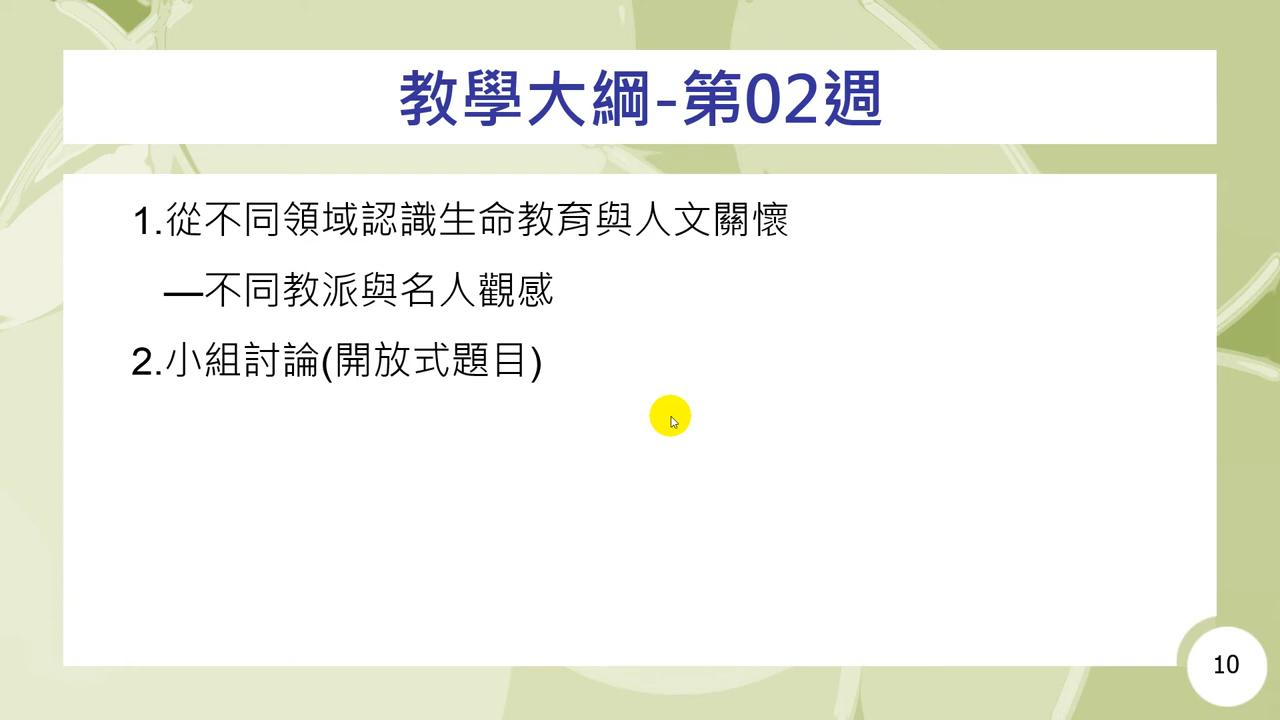 教學大綱-第02週
1.從不同領域認識生命教育與人文關懷
—不同教派與名人觀感
2.小組討論(開放式題目)
10